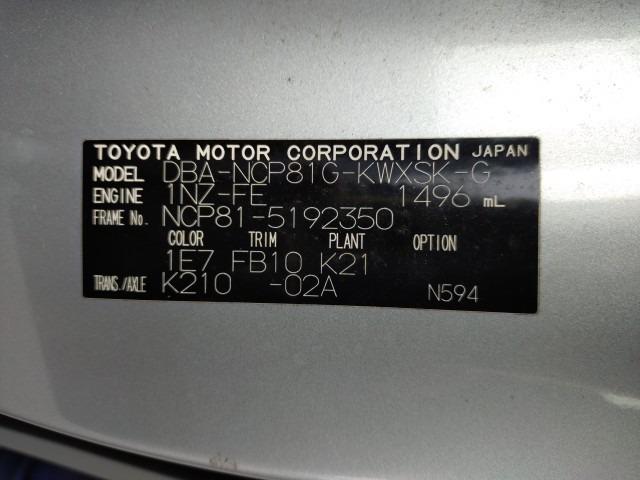 TOYOTA MOTOR CORPORATION JAPAN
MODEL DBA-NCP81G-KWXSK-G
ENGINE 1NZ-FE 1496 mL
FRAME No. NCP81-5192350
COLOR TRIM PLANT OPTION
1E7 FB10 K21
TRANS./AXLE K210 -02A N594